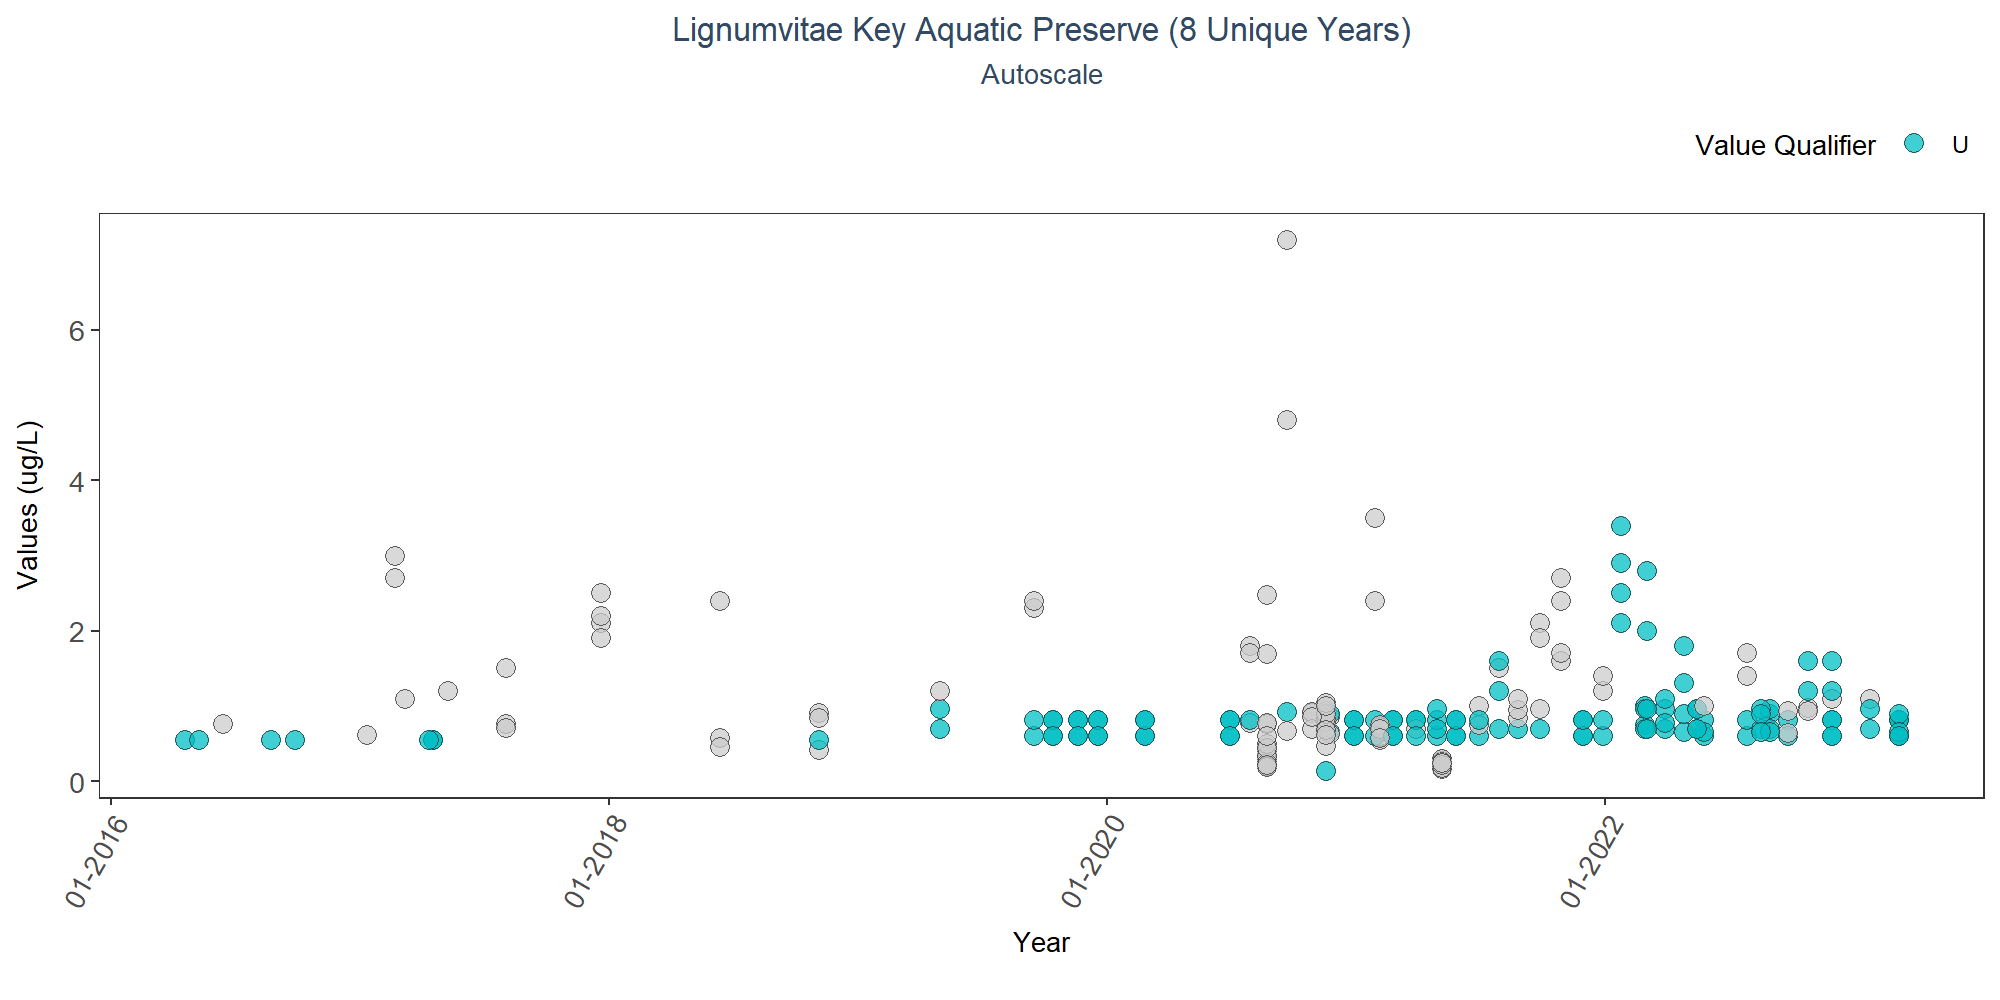 Lignumvitae Key Aquatic Preserve (8 Unique Years)
Autoscale
Value Qualifier U
Values (ug/L)
6
4
2
0
01-2016 01-2018 01-2020 01-2022
Year